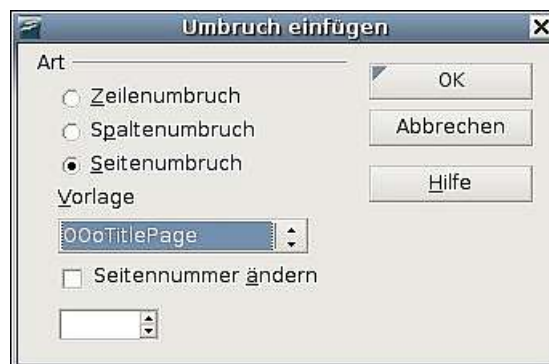 Umbruch einfügen
Art
Zeilenumbruch
Spaltenumbruch
Seitenumbruch
Vorlage
OOoTitlePage
Seitennummer ändern
OK
Abbrechen
Hilfe